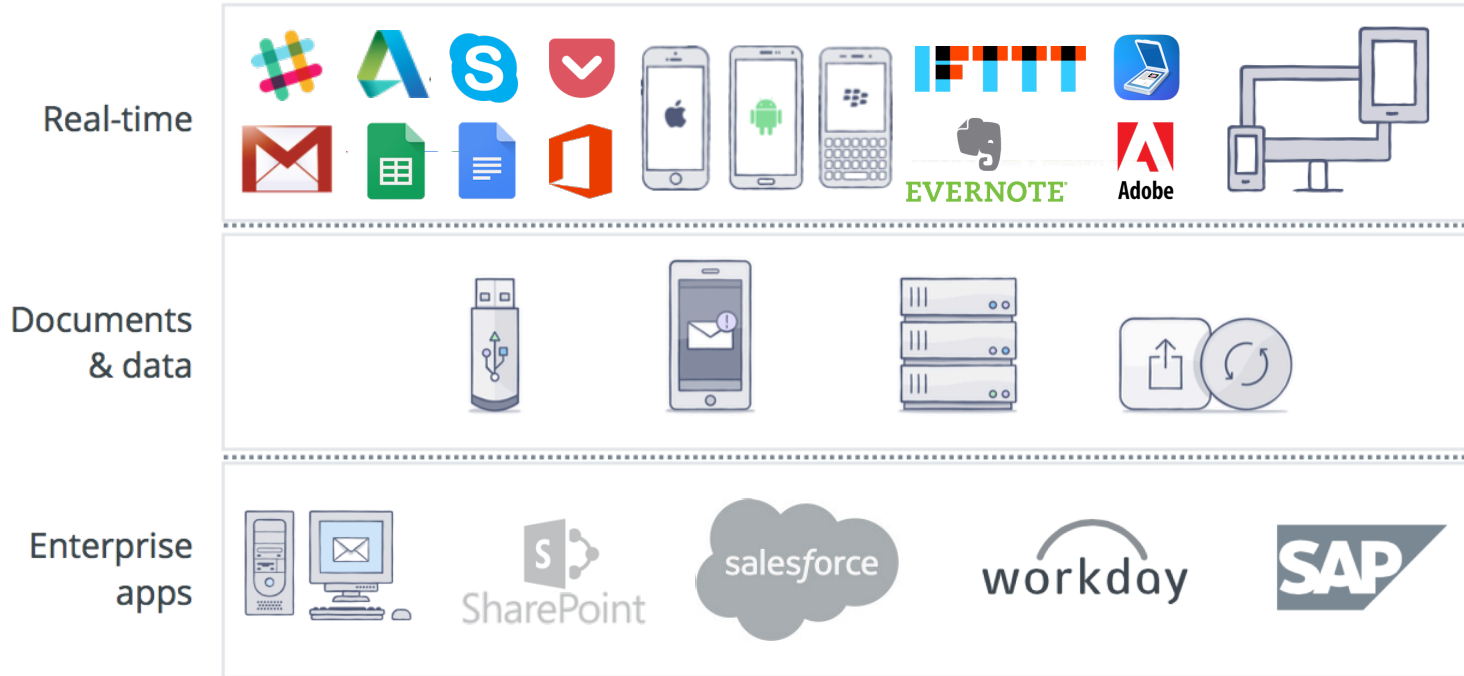 Real-time
IFTTT
EVERNOTE
Adobe
Documents
& data
Enterprise
apps
S
SharePoint
salesforce
workday
SAP